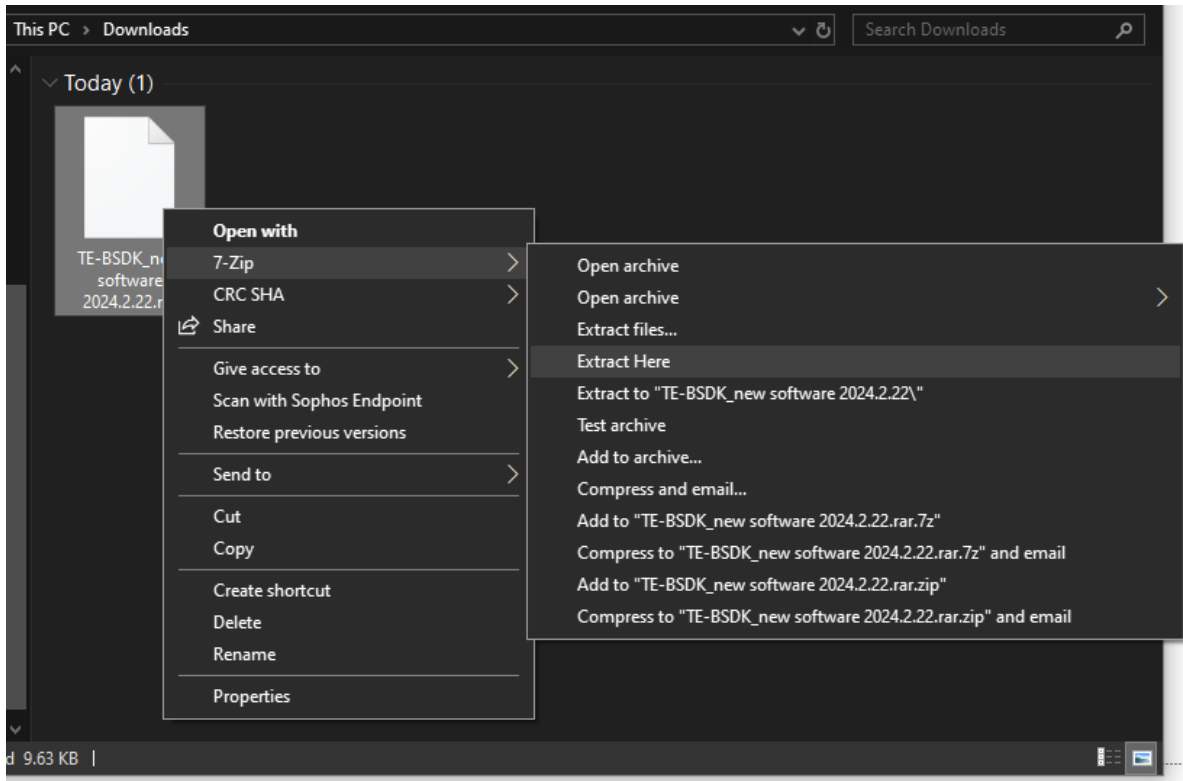 This PC > Downloads
Search Downloads
Today (1)
TE-BSDK_n
software
2024.2.22.r
Open with
7-Zip
CRC SHA
Share
Give access to
Scan with Sophos Endpoint
Restore previous versions
Send to
Cut
Copy
Create shortcut
Delete
Rename
Properties
Open archive
Open archive
Extract files...
Extract Here
Extract to "TE-BSDK_new software 2024.2.22\"
Test archive
Add to archive...
Compress and email...
Add to "TE-BSDK_new software 2024.2.22.rar.7z"
Compress to "TE-BSDK_new software 2024.2.22.rar.7z" and email
Add to "TE-BSDK_new software 2024.2.22.rar.zip"
Compress to "TE-BSDK_new software 2024.2.22.rar.zip" and email
d 9.63 KB